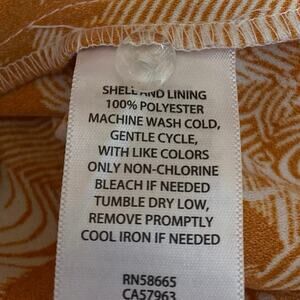 SHELL AND LINING
100% POLYESTER
MACHINE WASH COLD,
GENTLE CYCLE,
WITH LIKE COLORS
ONLY NON-CHLORINE
BLEACH IF NEEDED
TUMBLE DRY LOW,
REMOVE PROMPTLY
COOL IRON IF NEEDED
RN58665
CA57963